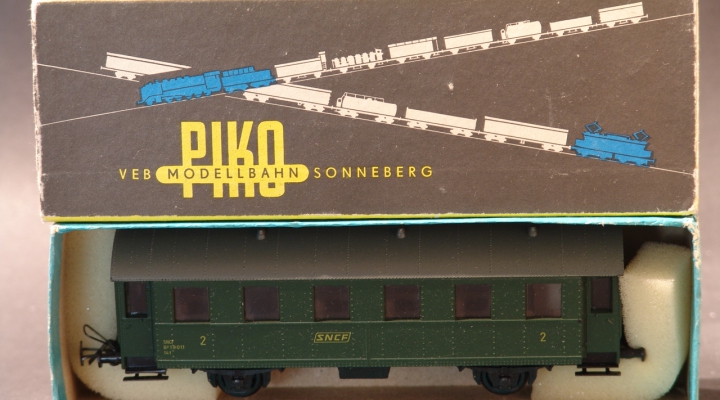 PIKO
VEB MODELLBAHN SONNEBERG
2 SNCF 2